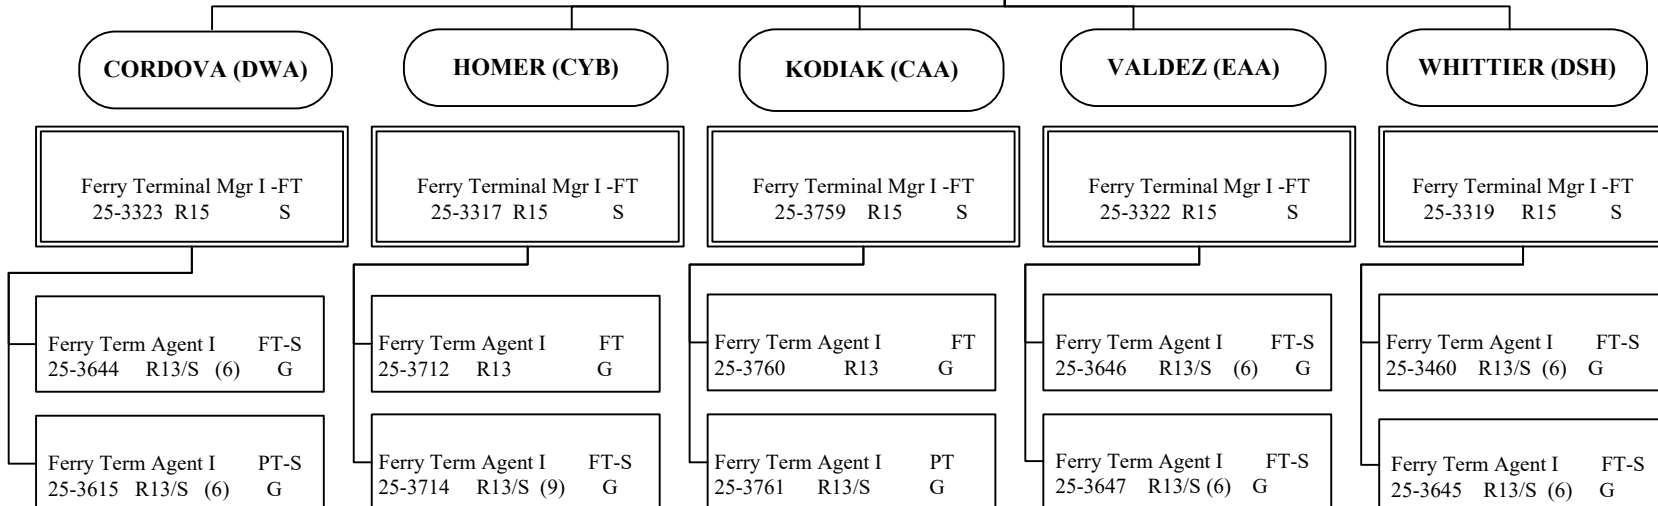 CORDOVA (DWA)
HOMER (CYB)
KODIAK (CAA)
VALDEZ (EAA)
WHITTIER (DSH)
Ferry Terminal Mgr I -FT
25-3323 R15 S
Ferry Terminal Mgr I -FT
25-3317 R15 S
Ferry Terminal Mgr I -FT
25-3759 R15 S
Ferry Terminal Mgr I -FT
25-3322 R15 S
Ferry Terminal Mgr I -FT
25-3319 R15 S
Ferry Term Agent I FT-S
25-3644 R13/S (6) G
Ferry Term Agent I FT
25-3712 R13 G
Ferry Term Agent I FT
25-3760 R13 G
Ferry Term Agent I FT-S
25-3646 R13/S (6) G
Ferry Term Agent I FT-S
25-3460 R13/S (6) G
Ferry Term Agent I PT-S
25-3615 R13/S (6) G
Ferry Term Agent I FT-S
25-3714 R13/S (9) G
Ferry Term Agent I PT
25-3761 R13/S G
Ferry Term Agent I FT-S
25-3647 R13/S (6) G
Ferry Term Agent I FT-S
25-3645 R13/S (6) G